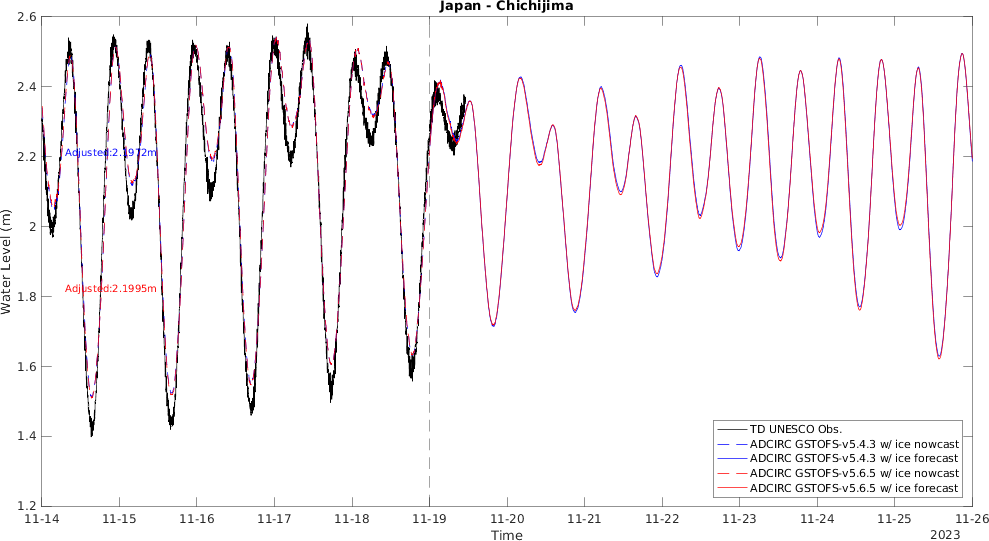 Japan - Chichijima
Water Level (m)
2.6
2.4
2.2
2
1.8
1.6
1.4
1.2
Adjusted:2.1912m
Adjusted:2.1995m
TD UNESCO Obs.
ADCIRC GSTOFS-v5.4.3 w/ ice nowcast
ADCIRC GSTOFS-v5.4.3 w/ ice forecast
ADCIRC GSTOFS-v5.6.5 w/ ice nowcast
ADCIRC GSTOFS-v5.6.5 w/ ice forecast
11-14 11-15 11-16 11-17 11-18 11-19 11-20 11-21 11-22 11-23 11-24 11-25 11-26
Time
2023